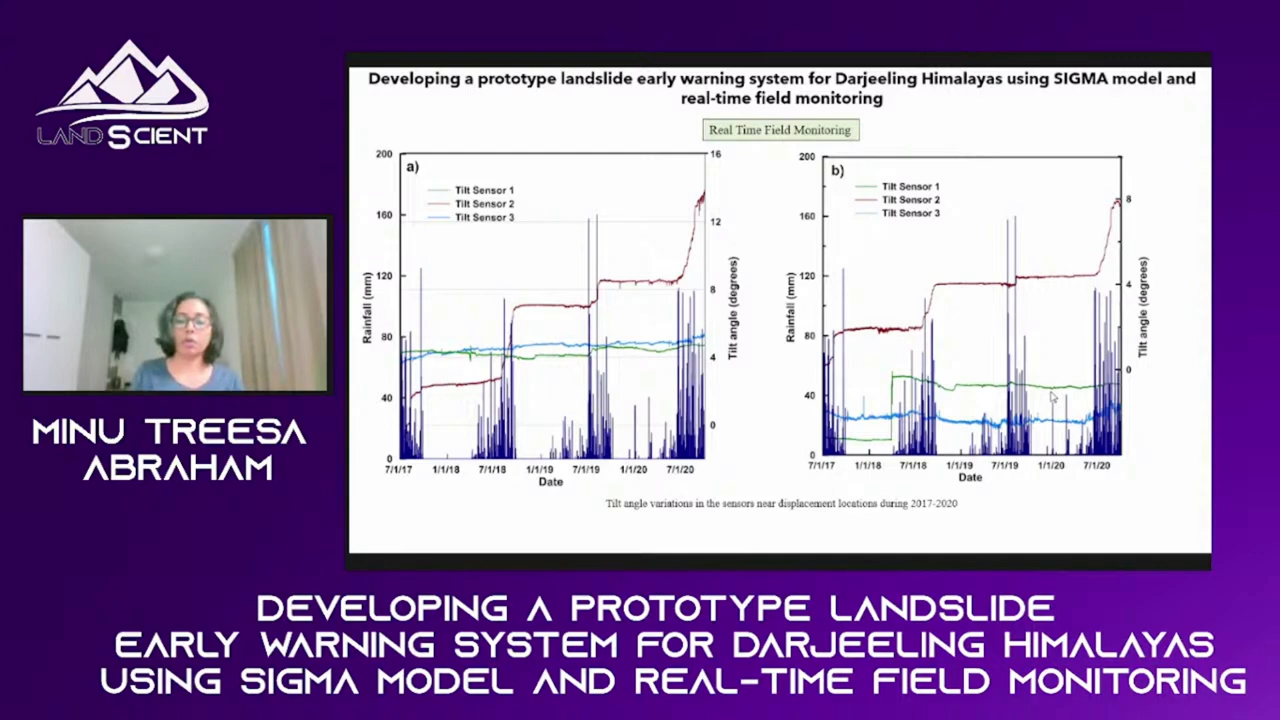 LANDSCIENT
MINU TREESA
ABRAHAM
Developing a prototype landslide early warning system for Darjeeling Himalayas using SIGMA model and
real-time field monitoring
Real Time Field Monitoring
a)
Tilt Sensor 1
Tilt Sensor 2
Tilt Sensor 3
200
160
120
80
40
0
Rainfall (mm)
16
12
8
4
0
Tilt angle (degrees)
7/1/17 1/1/18 7/1/18 1/1/19 7/1/19 1/1/20 7/1/20
Date
b)
Tilt Sensor 1
Tilt Sensor 2
Tilt Sensor 3
200
160
120
80
40
0
Rainfall (mm)
8
4
0
Tilt angle (degrees)
7/1/17 1/1/18 7/1/18 1/1/19 7/1/19 1/1/20 7/1/20
Date
Tilt angle variations in the sensors near displacement locations during 2017-2020
DEVELOPING A PROTOTYPE LANDSLIDE
EARLY WARNING SYSTEM FOR DARJEELING HIMALAYAS
USING SIGMA MODEL AND REAL-TIME FIELD MONITORING